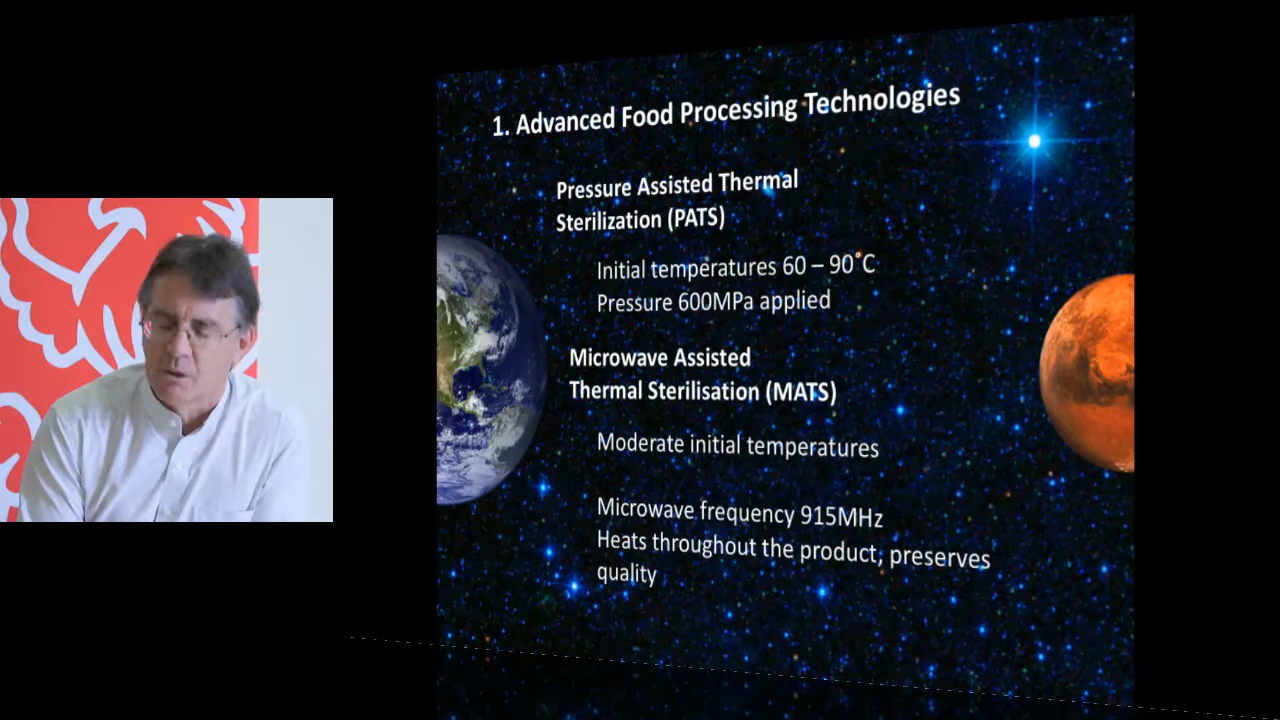 1. Advanced Food Processing Technologies
Pressure Assisted Thermal
Sterilization (PATS)
Initial temperatures 60 – 90°C
Pressure 600MPa applied
Microwave Assisted
Thermal Sterilisation (MATS)
Moderate initial temperatures
Microwave frequency 915MHz
Heats throughout the product; preserves
quality